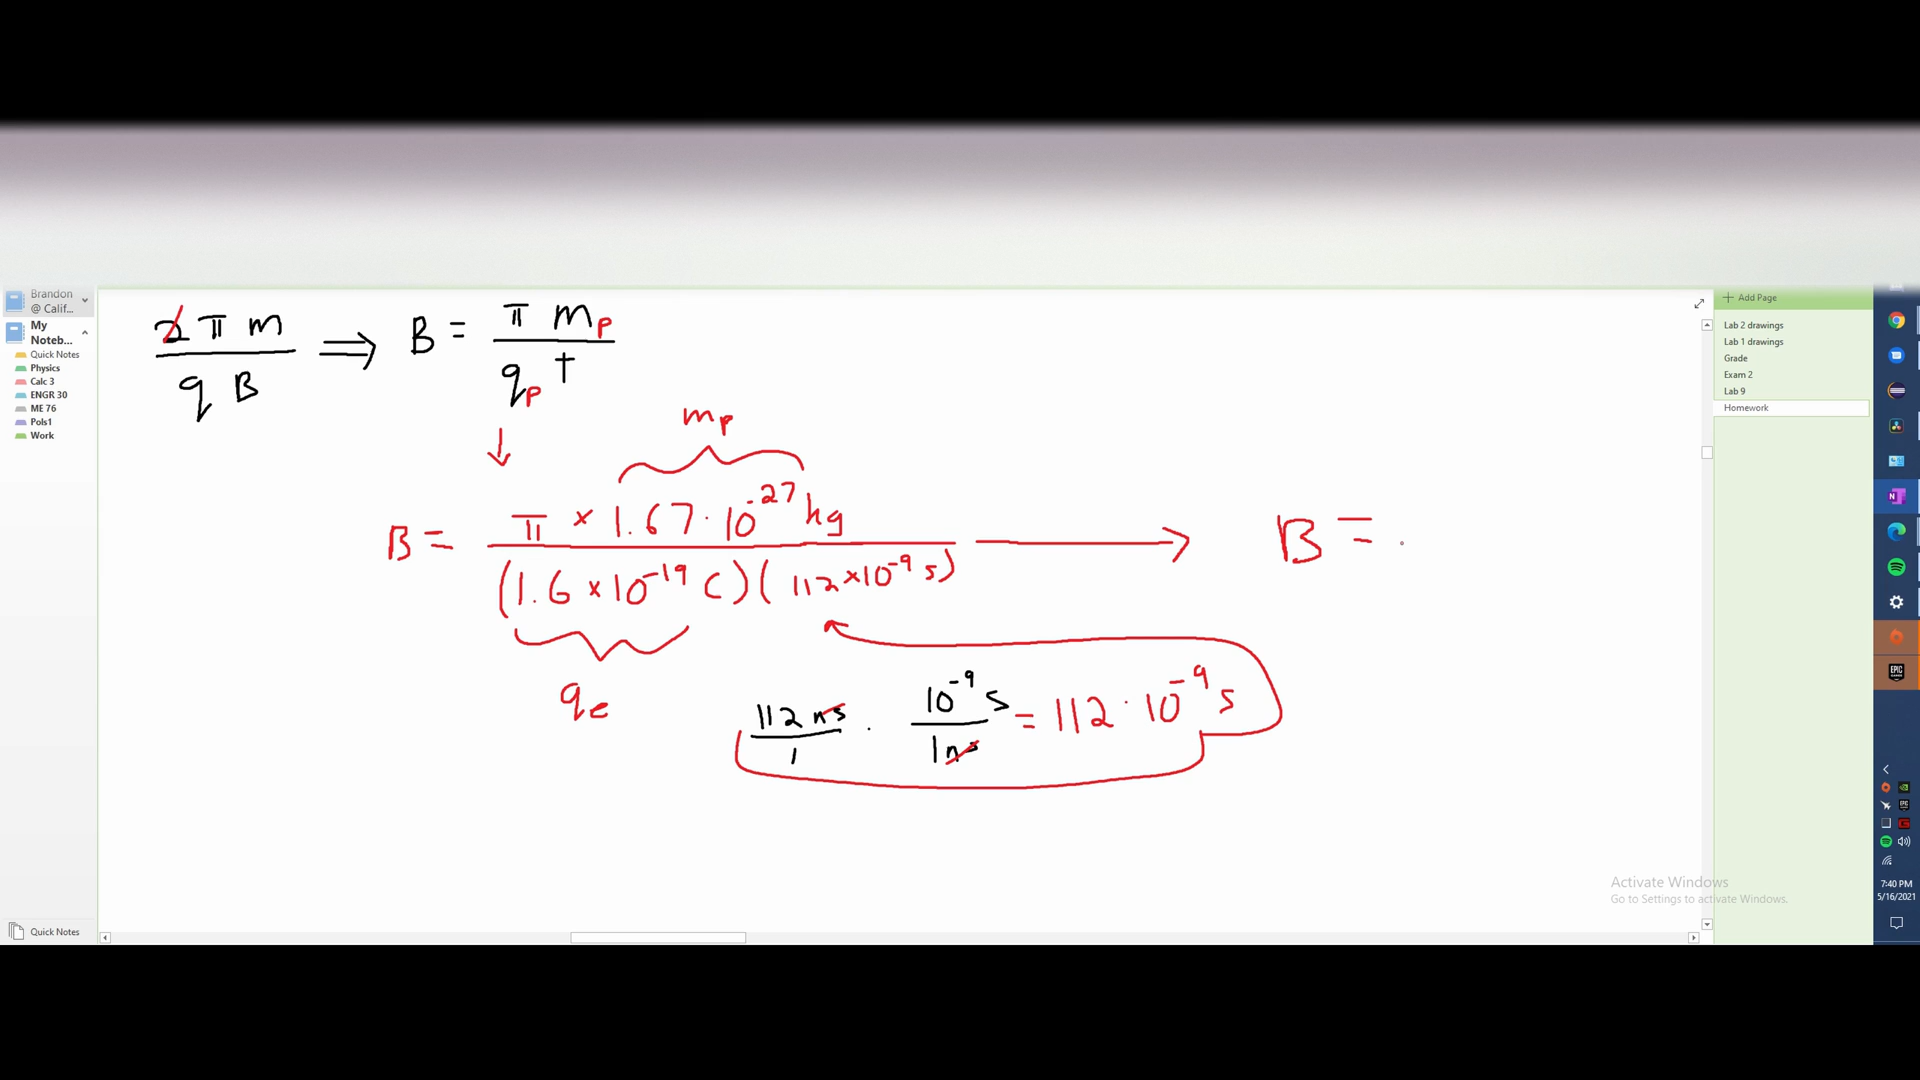 Brandon
@ Calif...
My
Noteb...
Quick Notes
Physics
Calc 3
ENGR 30
ME 76
Pols1
Work
Quick Notes
2 π m
q B
⇒ B = π mp
qp t
↓
mp
B = π × 1.67 · 10^-27 kg
(1.6 × 10^-19 C) ( 112 × 10^-9 s)
→ B =
qe
112 ns
1
· 10^-9 s
1 ns
= 112 · 10^-9 s
Add Page
Lab 2 drawings
Lab 1 drawings
Grade
Exam 2
Lab 9
Homework
Activate Windows
Go to Settings to activate Windows.
EPIC
GAMES
7:40 PM
5/16/2021